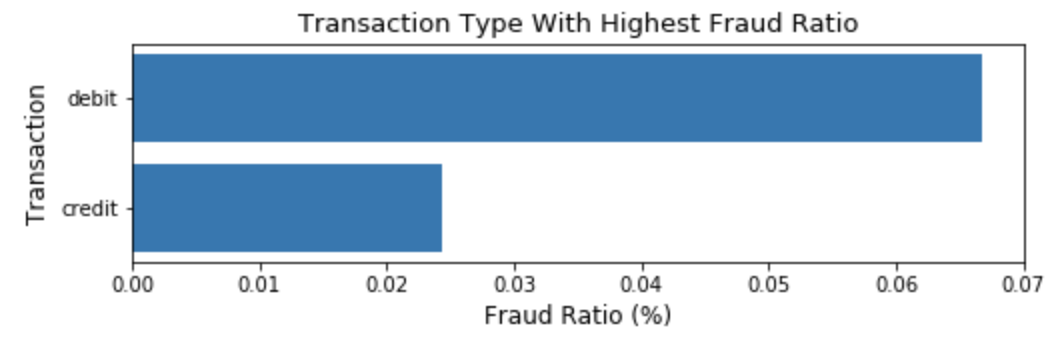 Transaction Type With Highest Fraud Ratio
Transaction
debit
credit
0.00 0.01 0.02 0.03 0.04 0.05 0.06 0.07
Fraud Ratio (%)